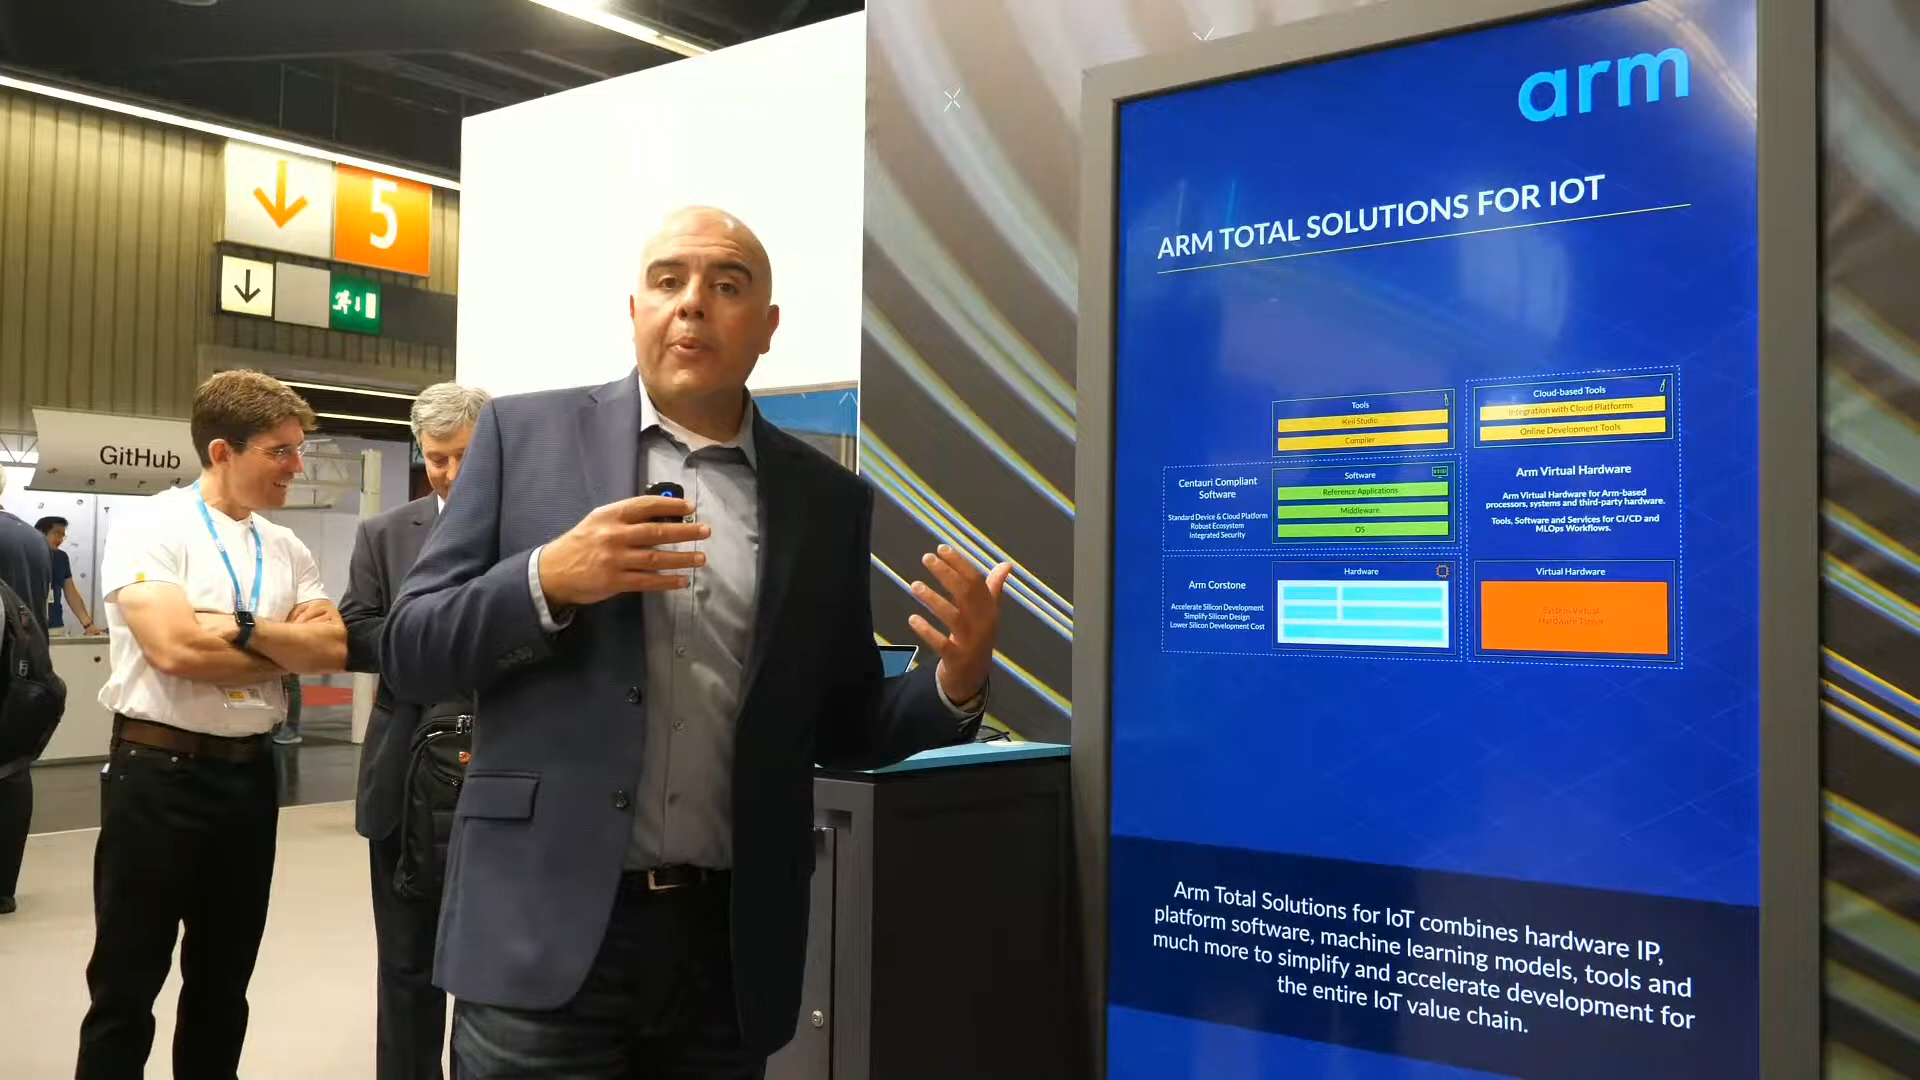 5
GitHub
arm
ARM TOTAL SOLUTIONS FOR IOT
Tools
Keil Studio
Compiler
Cloud-based Tools
Integration with Cloud Platforms
Online Development Tools
Centauri Compliant
Software
Standard Device & Cloud Platform
Robust Ecosystem
Integrated Security
Software
Reference Applications
Middleware
OS
Arm Virtual Hardware
Arm Virtual Hardware for Arm-based
processors, systems and third-party hardware.
Tools, Software and Services for CI/CD and
MLOps Workflows.
Arm Corstone
Accelerate Silicon Development
Simplify Silicon Design
Lower Silicon Development Cost
Hardware
Virtual Hardware
System Virtual
Hardware Target
Arm Total Solutions for IoT combines hardware IP,
platform software, machine learning models, tools and
much more to simplify and accelerate development for
the entire IoT value chain.